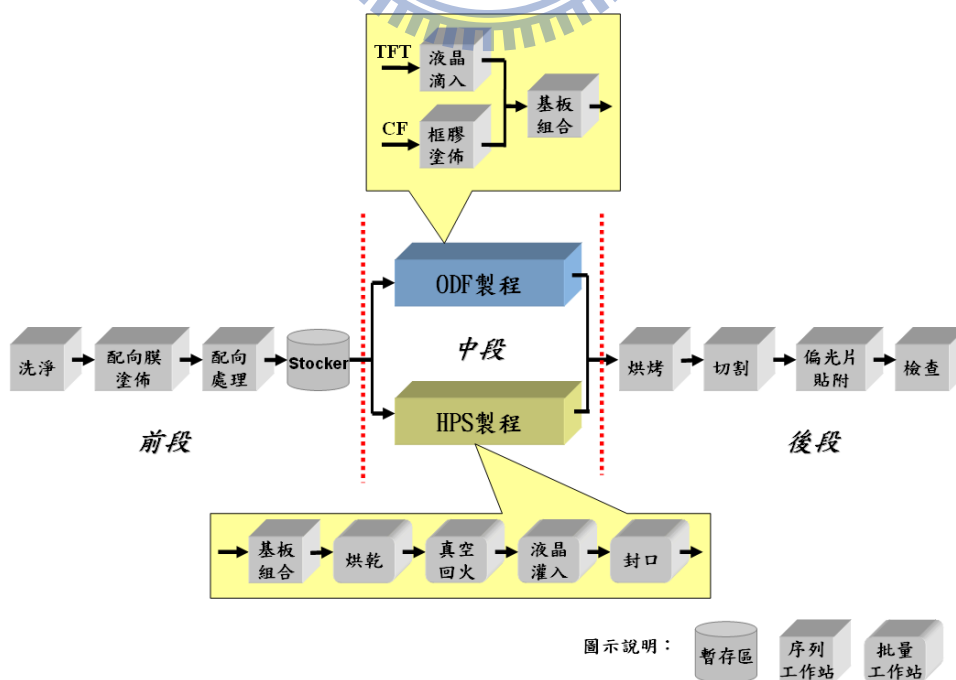 TFT
液晶
滴入
CF
框膠
塗佈
基板
組合
ODF製程
洗淨
配向膜
塗佈
配向
處理
Stocker
中段
烘烤
切割
偏光片
貼附
檢查
HPS製程
前段
後段
基板
組合
烘乾
真空
回火
液晶
灌入
封口
圖示說明：
暫存區
序列
工作站
批量
工作站